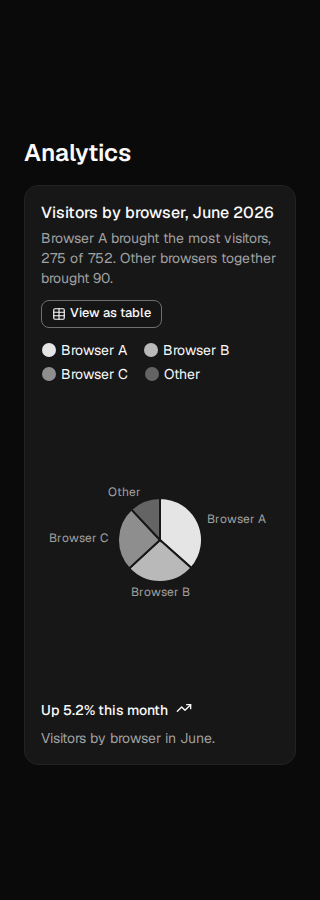 Analytics
Visitors by browser, June 2026
Browser A brought the most visitors,
275 of 752. Other browsers together
brought 90.
View as table
Browser A
Browser B
Browser C
Other
Other
Browser A
Browser C
Browser B
Up 5.2% this month
Visitors by browser in June.